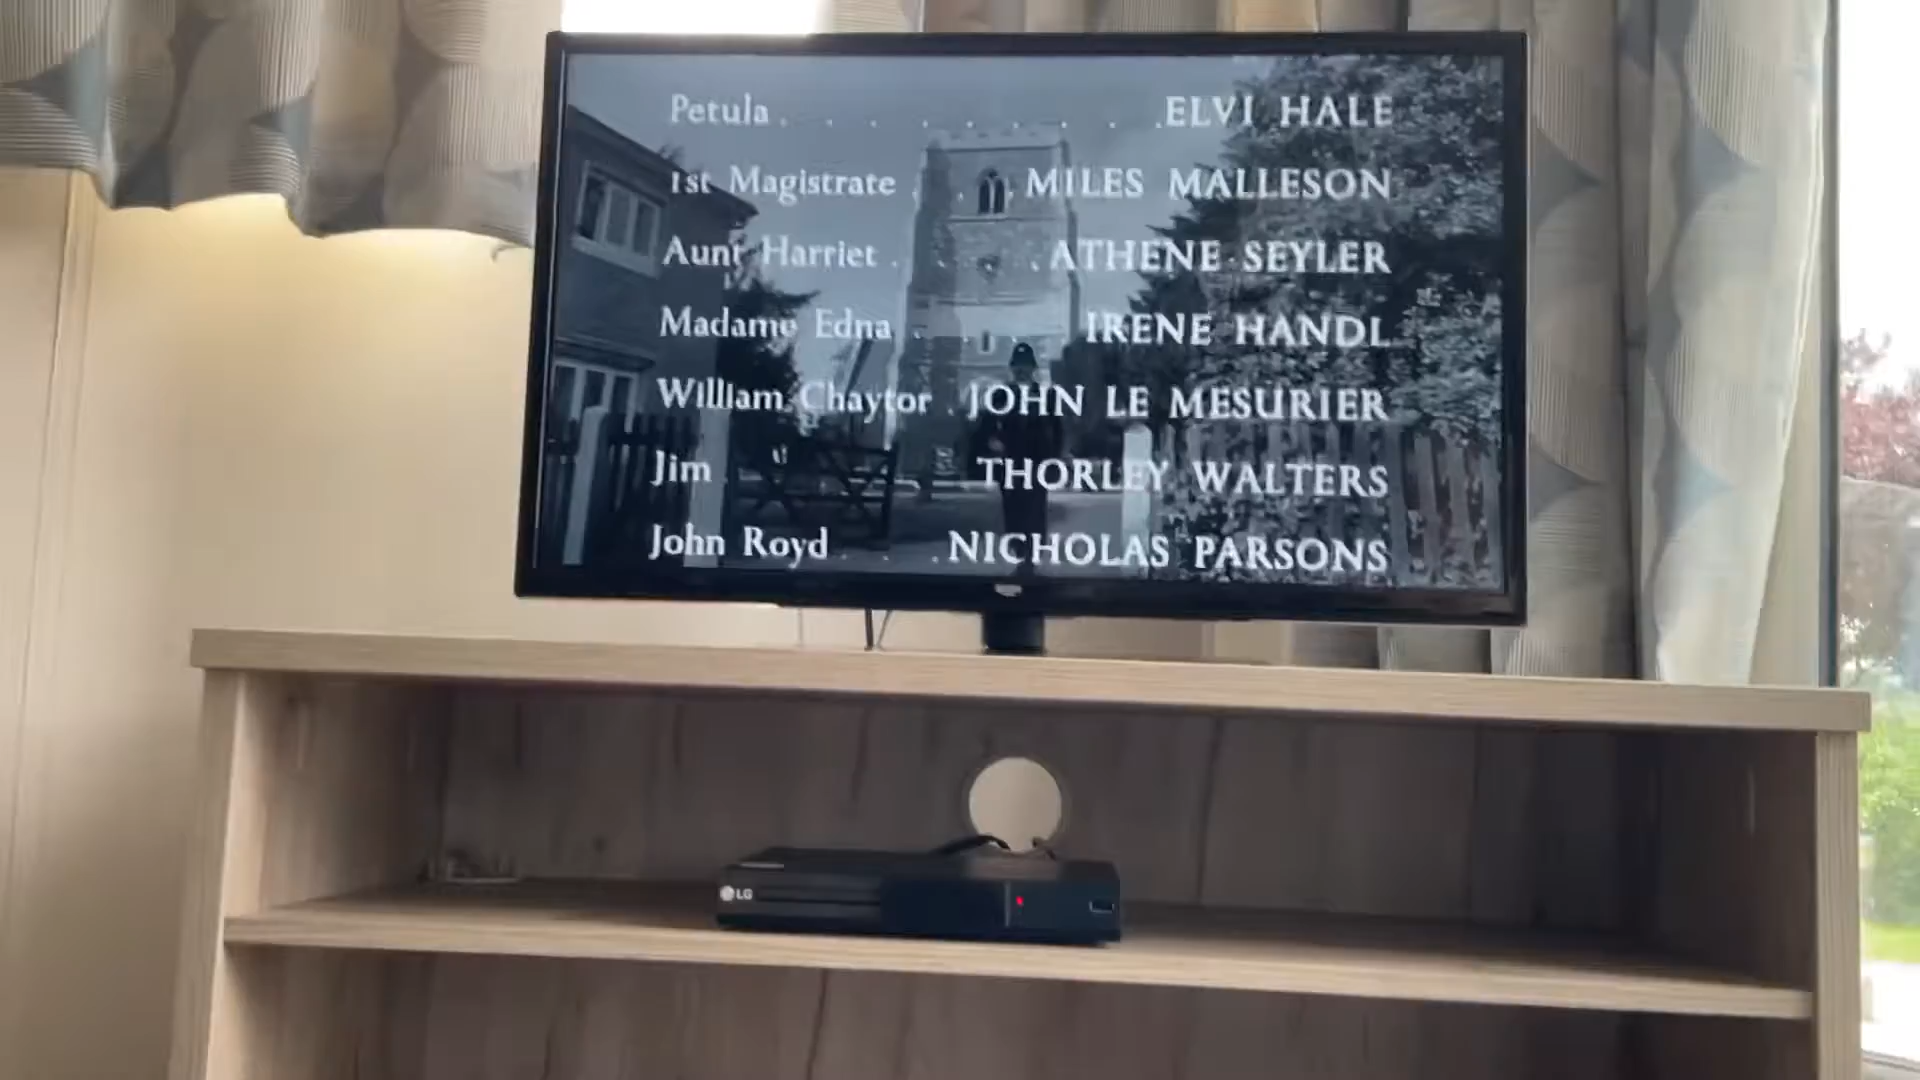 Petula . . . . . . . . . ELVI HALE
1st Magistrate . . . MILES MALLESON
Aunt Harriet . . . . ATHENE SEYLER
Madame Edna . . . . IRENE HANDL
William Chaytor . JOHN LE MESURIER
Jim . THORLEY WALTERS
John Royd . . . NICHOLAS PARSONS
LG